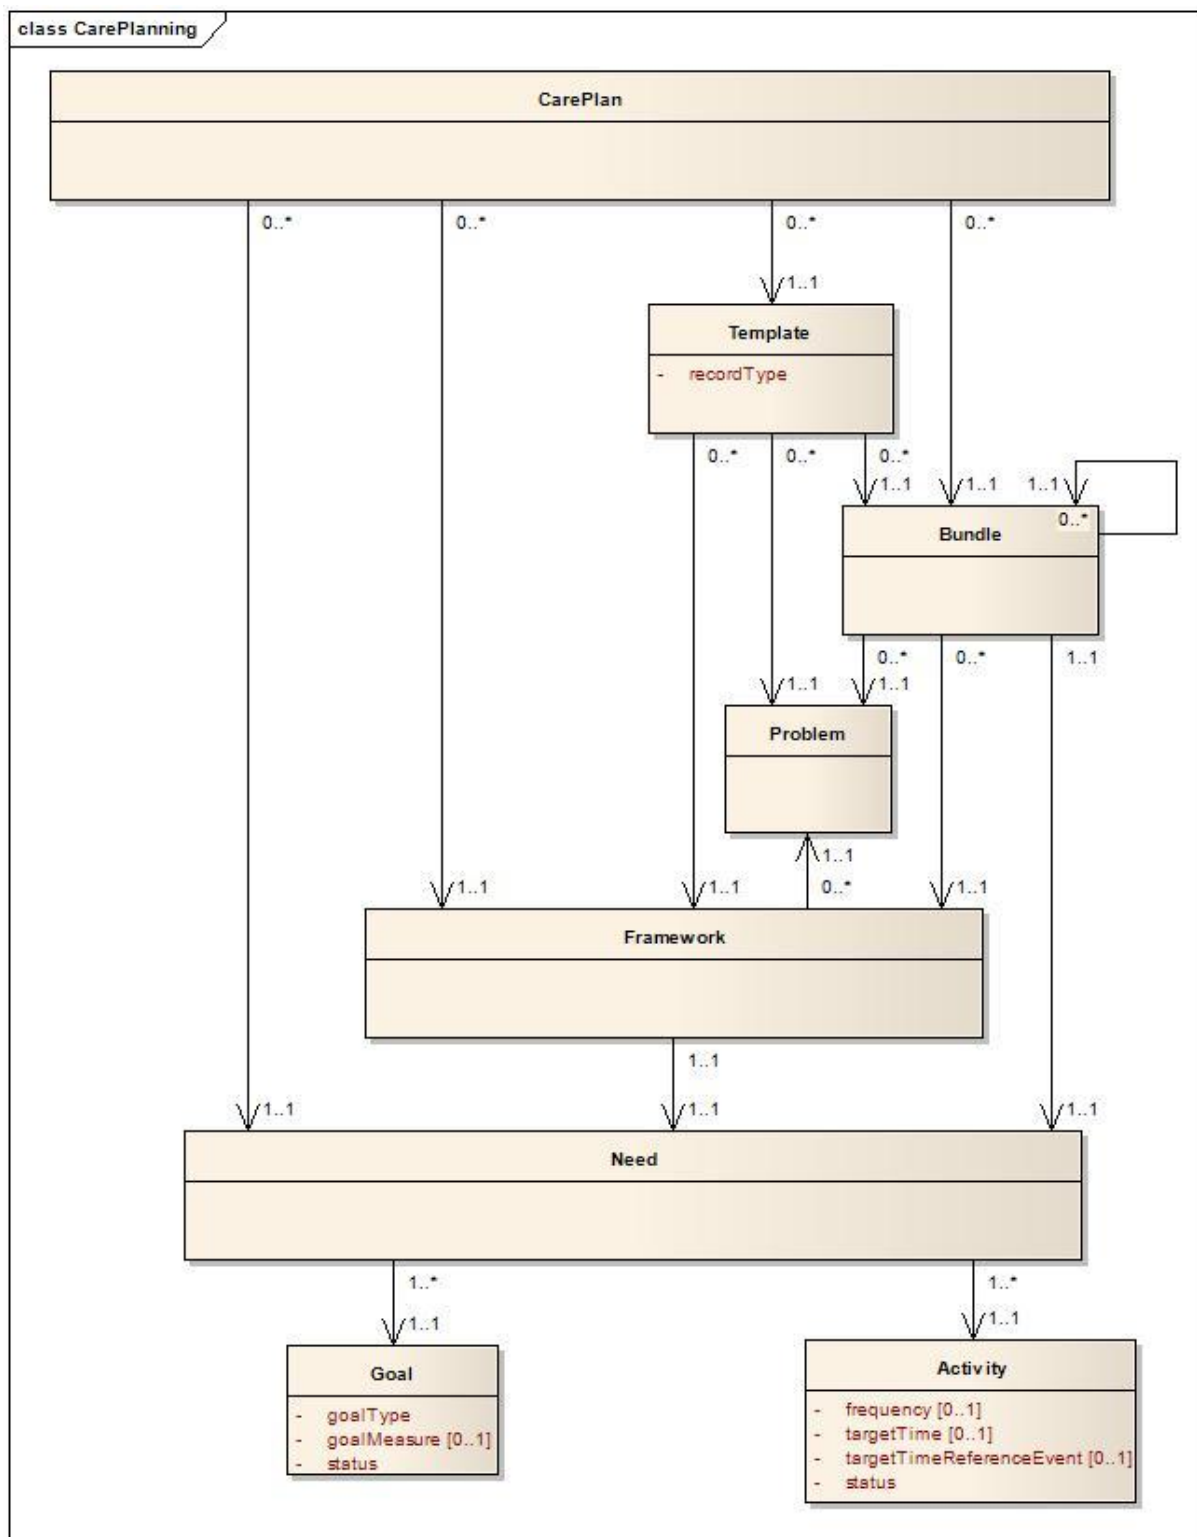 class CarePlanning
CarePlan
0..* 0..* 0..* 0..*
1..1
Template
- recordType
0..* 0..* 0..*
1..1 1..1 1..1
0..*
Bundle
0..* 0..* 1..1
1..1 1..1
Problem
1..1
1..1 1..1 0..* 1..1
Framework
1..1
1..1 1..1 1..1
Need
1..* 1..*
1..1 1..1
Goal
- goalType
- goalMeasure [0..1]
- status
Activity
- frequency [0..1]
- targetTime [0..1]
- targetTimeReferenceEvent [0..1]
- status